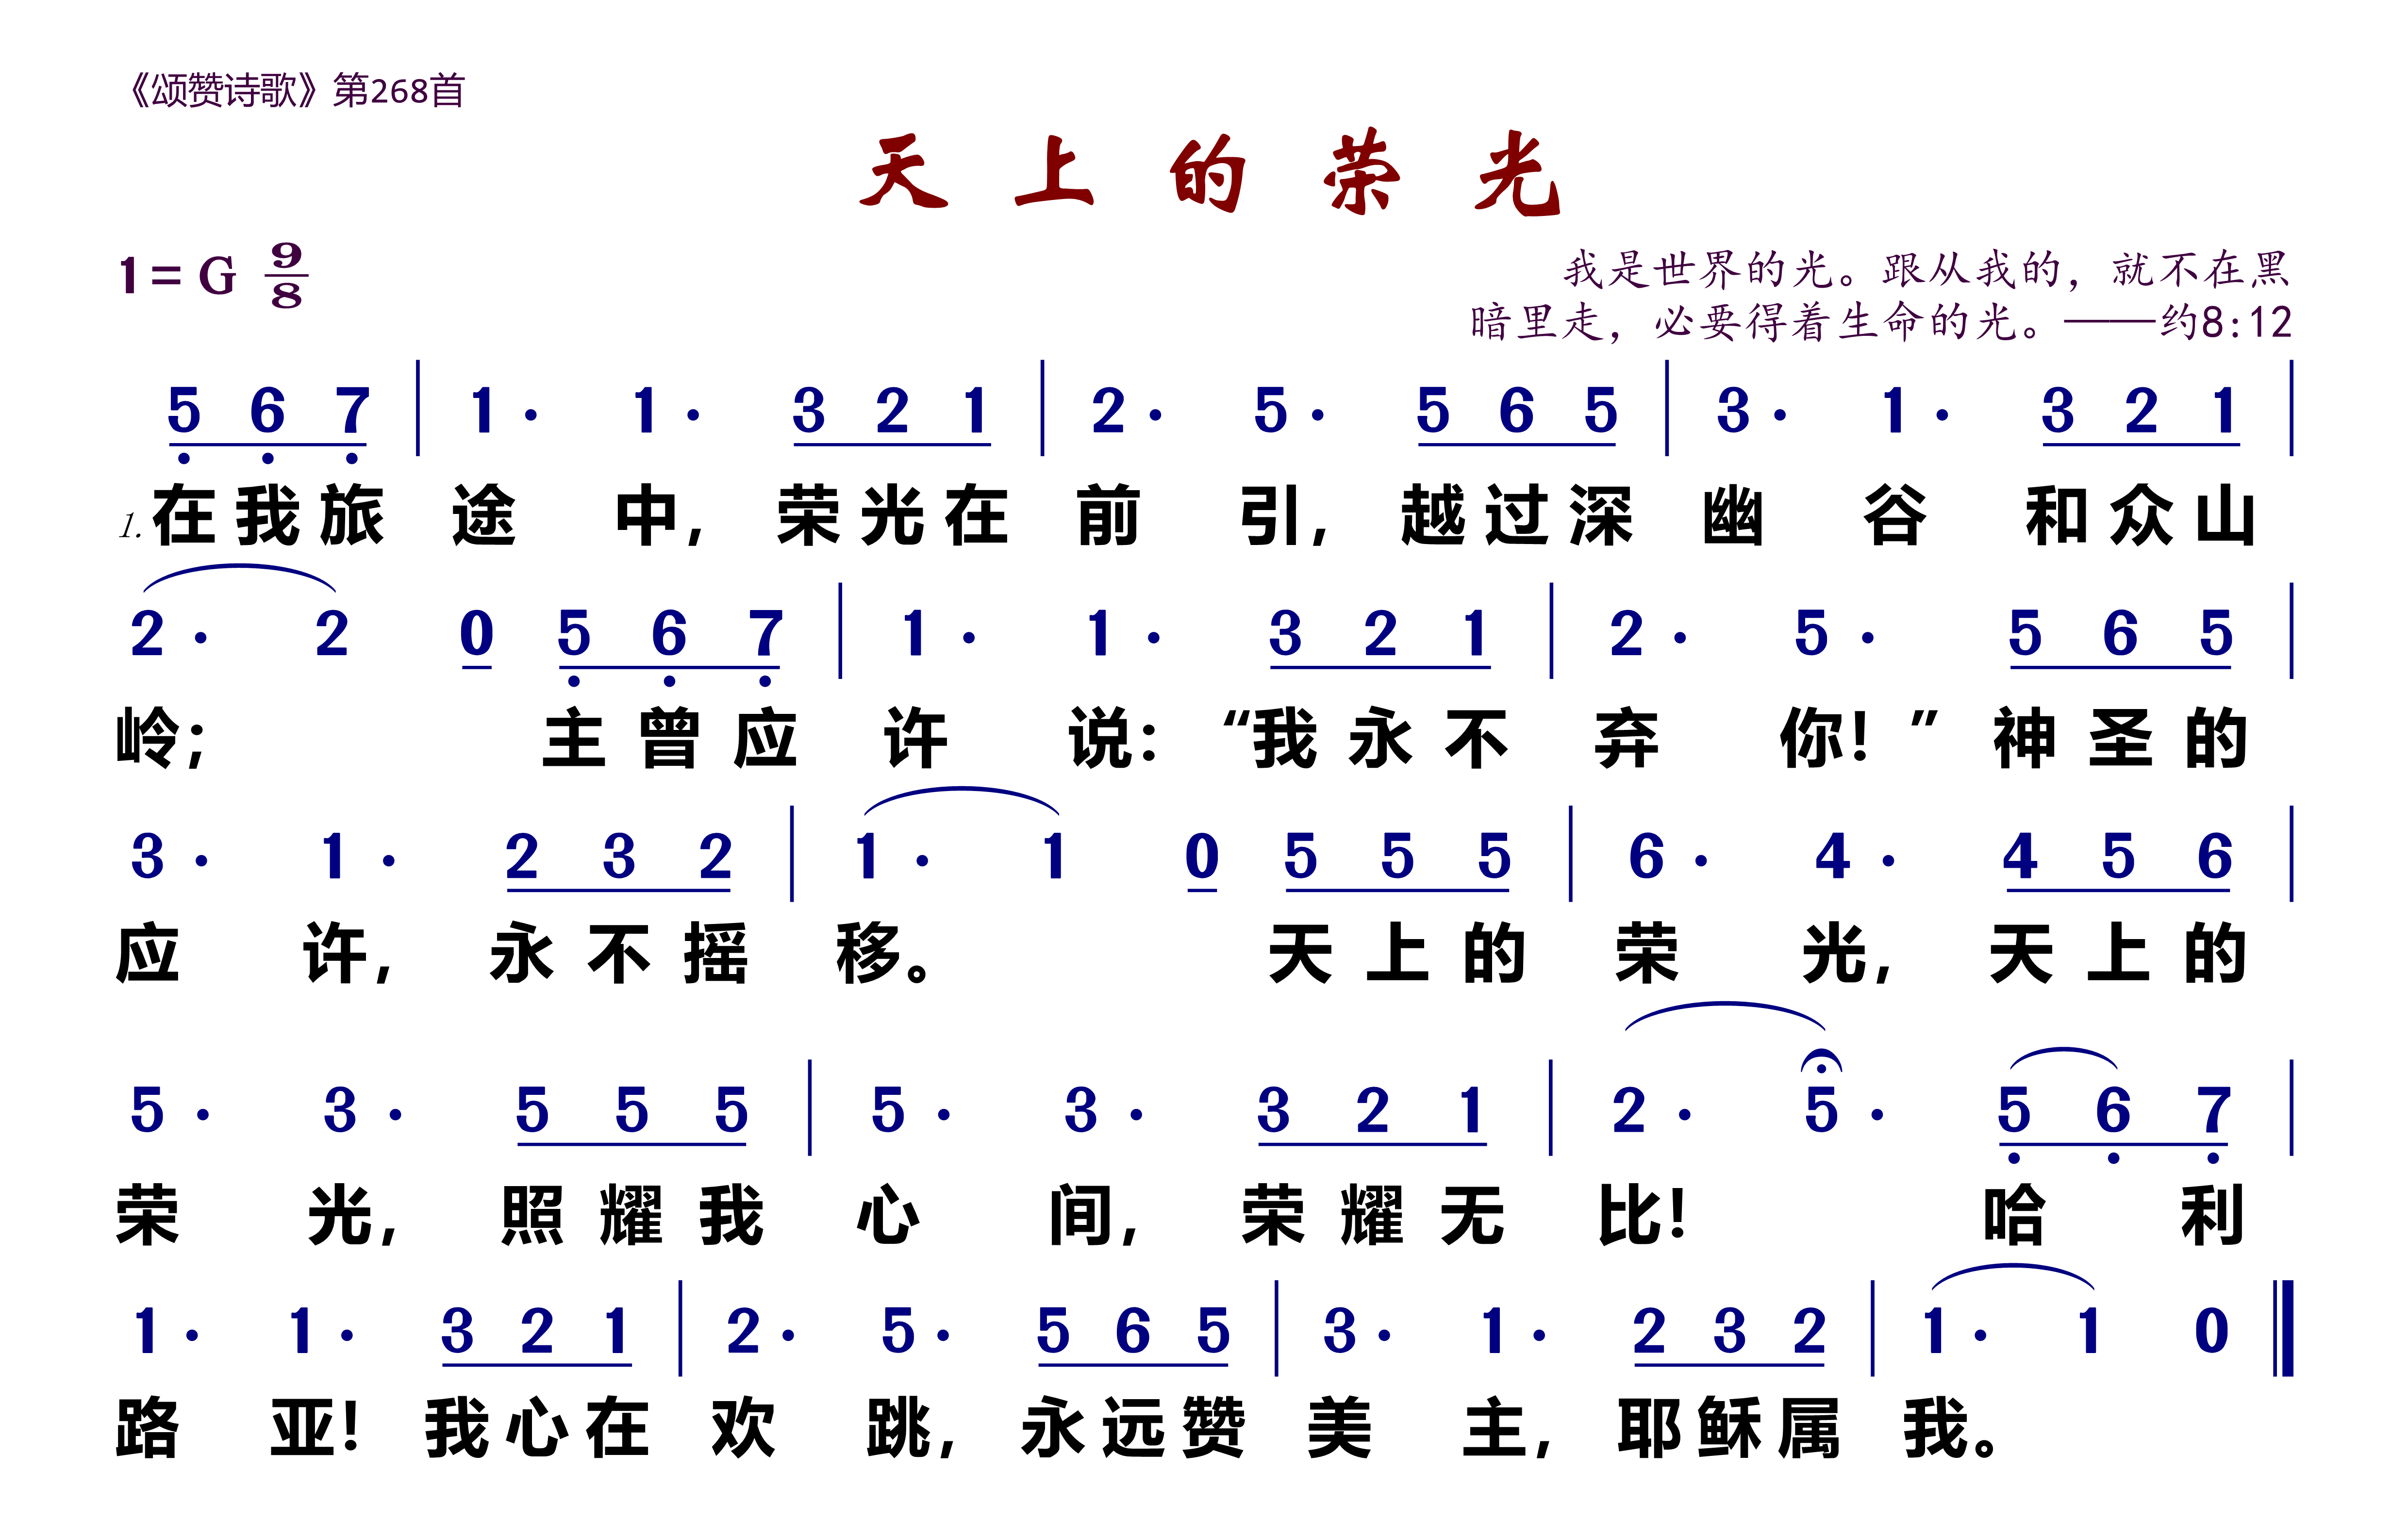 《颂赞诗歌》第268首
天上的荣光
1=G 9/8
我是世界的光。跟从我的，就不在黑
暗里走，必要得着生命的光。——约8:12
5 6 7 | 1· 1· 3 2 1 | 2· 5· 5 6 5 | 3· 1· 3 2 1 |
1.在我旅途中，荣光在前引，越过深幽谷和众山
2· 2 0 5 6 7 | 1· 1· 3 2 1 | 2· 5· 5 6 5 |
岭；主曾应许说：“我永不弃你！”神圣的
3· 1· 2 3 2 | 1· 1 0 5 5 5 | 6· 4· 4 5 6 |
应许，永不摇移。天上的荣光，天上的
5· 3· 5 5 5 | 5· 3· 3 2 1 | 2· 5· 5 6 7 |
荣光，照耀我心间，荣耀无比！哈利
1· 1· 3 2 1 | 2· 5· 5 6 5 | 3· 1· 2 3 2 | 1· 1 0 ‖
路亚！我心在欢跳，永远赞美主，耶稣属我。